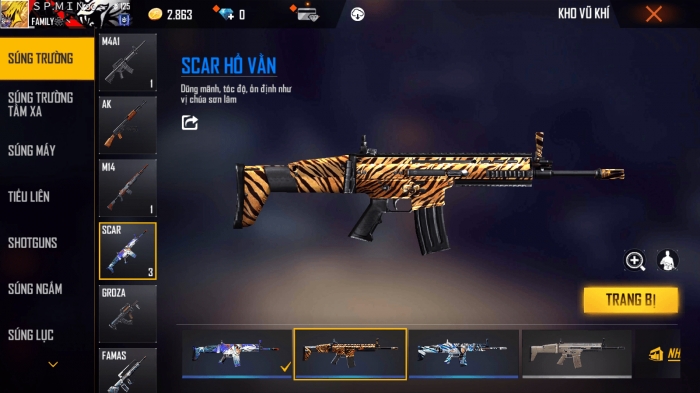 S P . M I N
FAMILY
2.863
0
KHO VŨ KHÍ
SÚNG TRƯỜNG
SÚNG TRƯỜNG
TẦM XA
SÚNG MÁY
TIỂU LIÊN
SHOTGUNS
SÚNG NGẮM
SÚNG LỤC
M4A1
1
AK
M14
1
SCAR
3
GROZA
FAMAS
SCAR HỔ VẰN
Dũng mãnh, tốc độ, ổn định như
vị chúa sơn lâm
TRANG BỊ
NH